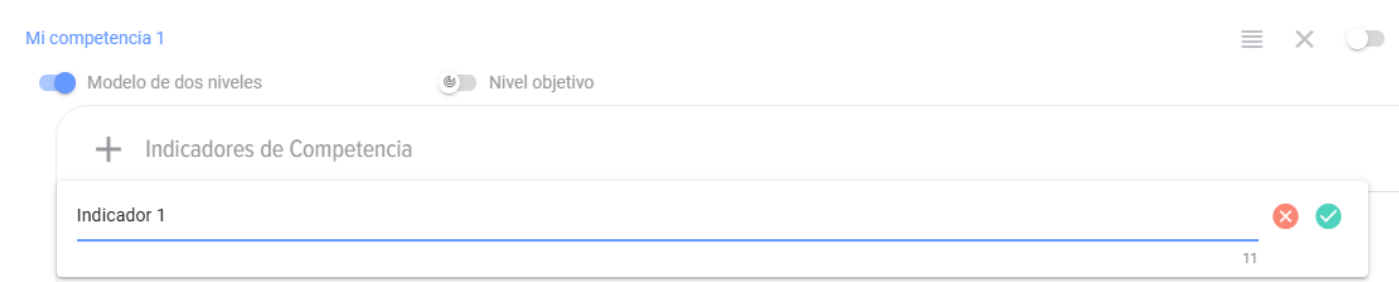 Mi competencia 1
Modelo de dos niveles Nivel objetivo
Indicadores de Competencia
Indicador 1
11